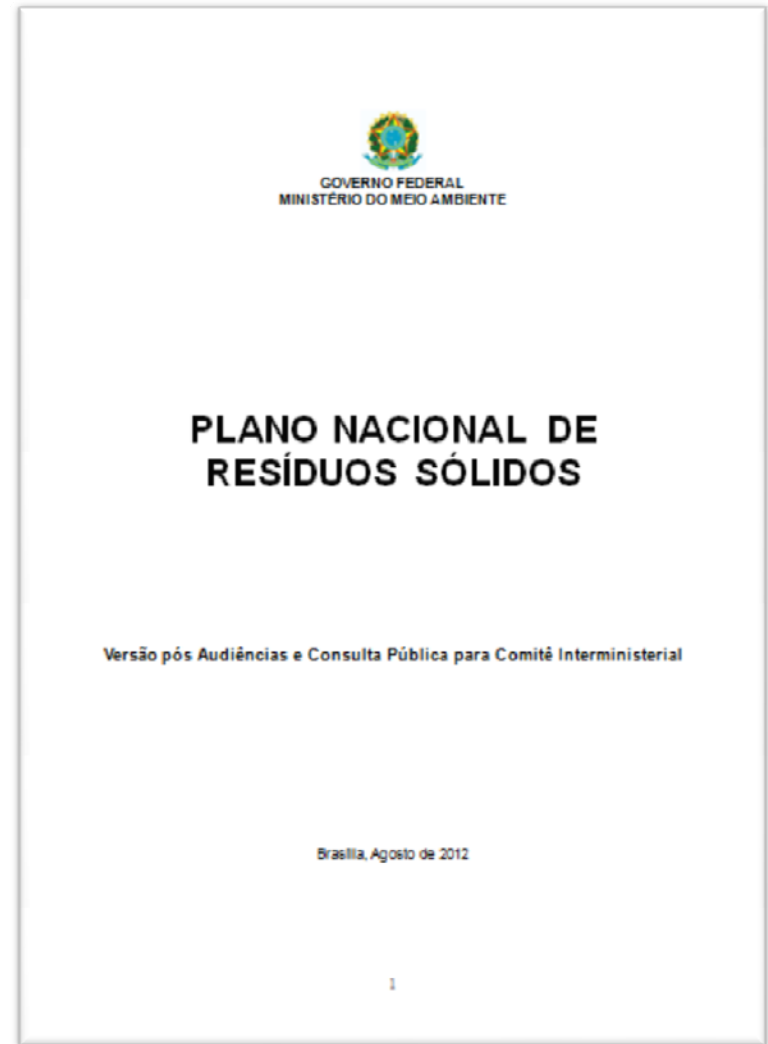 GOVERNO FEDERAL
MINISTÉRIO DO MEIO AMBIENTE
PLANO NACIONAL DE
RESÍDUOS SÓLIDOS
Versão pós Audiências e Consulta Pública para Comitê Interministerial
Brasília, Agosto de 2012
1